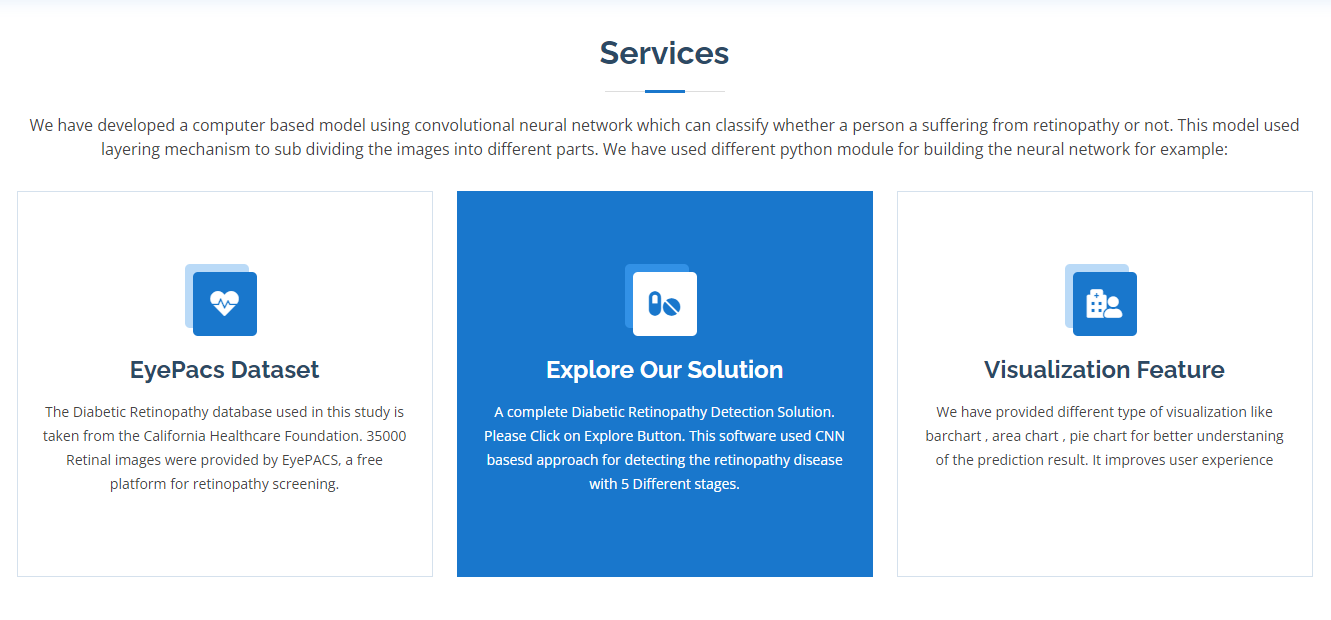 Services
We have developed a computer based model using convolutional neural network which can classify whether a person a suffering from retinopathy or not. This model used
layering mechanism to sub dividing the images into different parts. We have used different python module for building the neural network for example:
EyePacs Dataset
The Diabetic Retinopathy database used in this study is
taken from the California Healthcare Foundation. 35000
Retinal images were provided by EyePACS, a free
platform for retinopathy screening.
Explore Our Solution
A complete Diabetic Retinopathy Detection Solution.
Please Click on Explore Button. This software used CNN
basesd approach for detecting the retinopathy disease
with 5 Different stages.
Visualization Feature
We have provided different type of visualization like
barchart , area chart , pie chart for better understaning
of the prediction result. It improves user experience